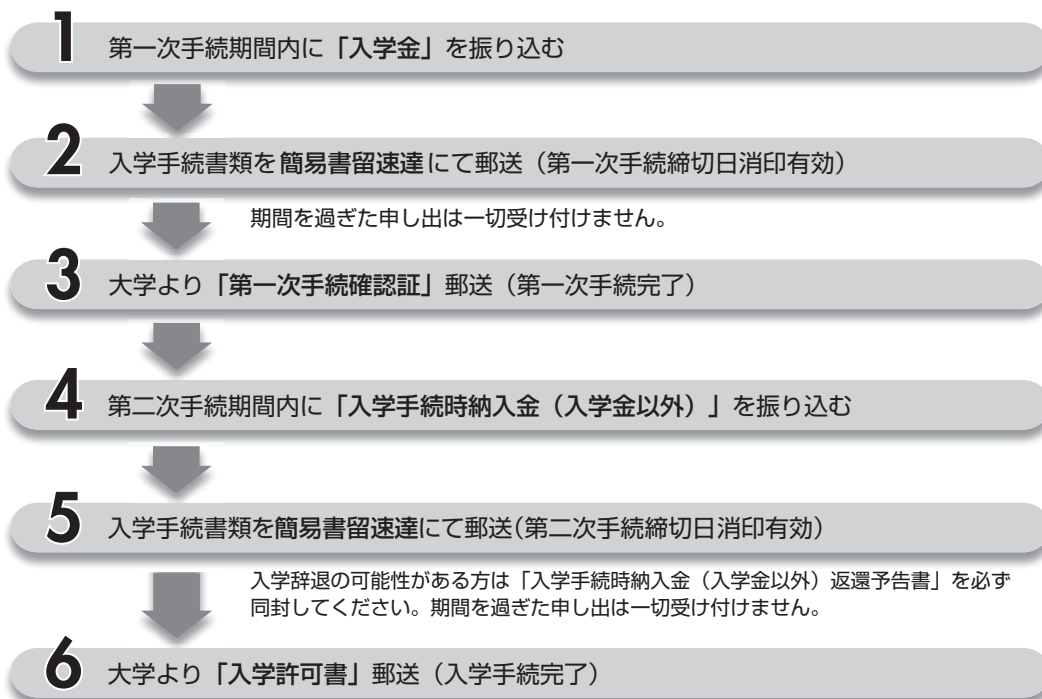 1 第一次手続期間内に「入学金」を振り込む
2 入学手続書類を簡易書留速達にて郵送（第一次手続締切日消印有効）
期間を過ぎた申し出は一切受け付けません。
3 大学より「第一次手続確認証」郵送（第一次手続完了）
4 第二次手続期間内に「入学手続時納入金（入学金以外）」を振り込む
5 入学手続書類を簡易書留速達にて郵送（第二次手続締切日消印有効）
入学辞退の可能性がある方は「入学手続時納入金（入学金以外）返還予告書」を必ず
同封してください。期間を過ぎた申し出は一切受け付けません。
6 大学より「入学許可書」郵送（入学手続完了）